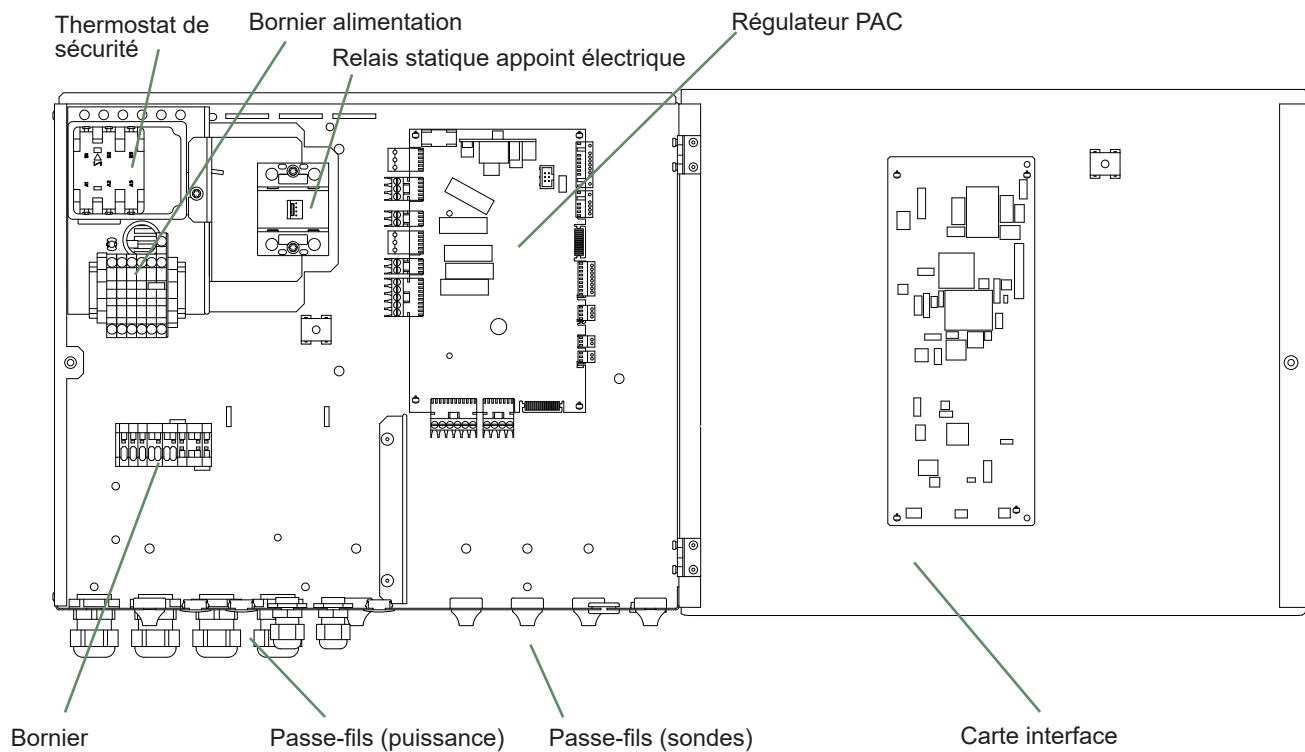 Thermostat de
sécurité
Bornier alimentation
Relais statique appoint électrique
Régulateur PAC
Bornier
Passe-fils (puissance)
Passe-fils (sondes)
Carte interface